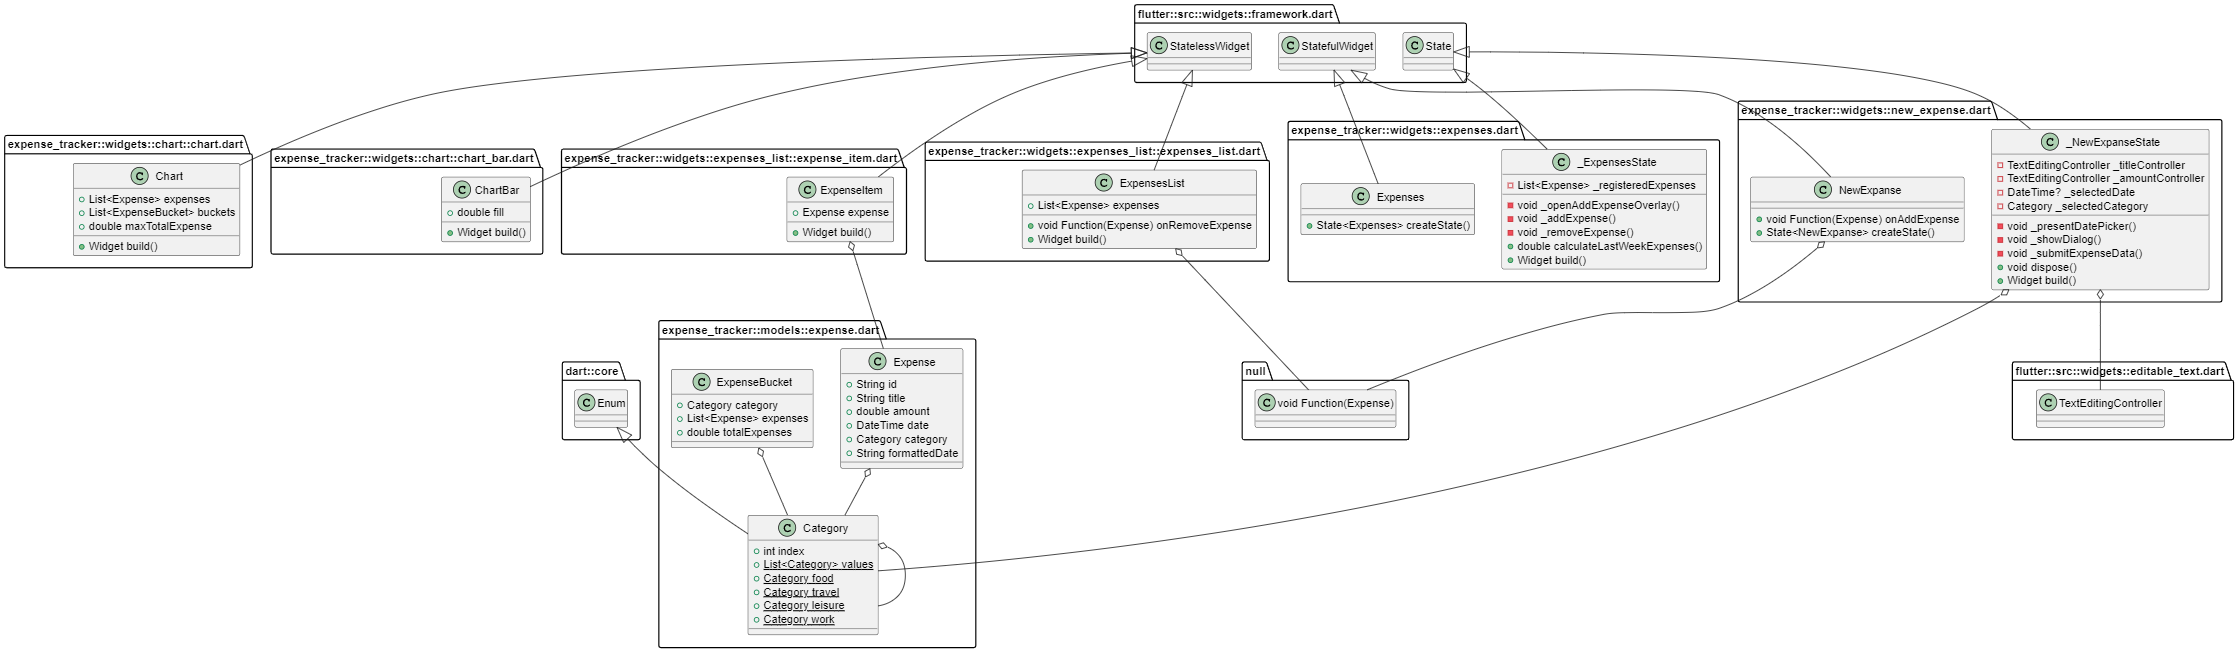 flutter::src::widgets::framework.dart
C StatelessWidget
C StatefulWidget
C State
expense_tracker::widgets::chart::chart.dart
C Chart
List<Expense> expenses
List<ExpenseBucket> buckets
double maxTotalExpense
Widget build()
expense_tracker::widgets::chart::chart_bar.dart
C ChartBar
double fill
Widget build()
expense_tracker::widgets::expenses_list::expense_item.dart
C ExpenseItem
Expense expense
Widget build()
expense_tracker::widgets::expenses_list::expenses_list.dart
C ExpensesList
List<Expense> expenses
void Function(Expense) onRemoveExpense
Widget build()
expense_tracker::widgets::expenses.dart
C Expenses
State<Expenses> createState()
C _ExpensesState
List<Expense> _registeredExpenses
void _openAddExpenseOverlay()
void _addExpense()
void _removeExpense()
double calculateLastWeekExpenses()
Widget build()
expense_tracker::widgets::new_expense.dart
C NewExpanse
void Function(Expense) onAddExpense
State<NewExpanse> createState()
C _NewExpanseState
TextEditingController _titleController
TextEditingController _amountController
DateTime? _selectedDate
Category _selectedCategory
void _presentDatePicker()
void _showDialog()
void _submitExpenseData()
void dispose()
Widget build()
dart::core
C Enum
expense_tracker::models::expense.dart
C ExpenseBucket
Category category
List<Expense> expenses
double totalExpenses
C Expense
String id
String title
double amount
DateTime date
Category category
String formattedDate
C Category
int index
List<Category> values
Category food
Category travel
Category leisure
Category work
null
C void Function(Expense)
flutter::src::widgets::editable_text.dart
C TextEditingController